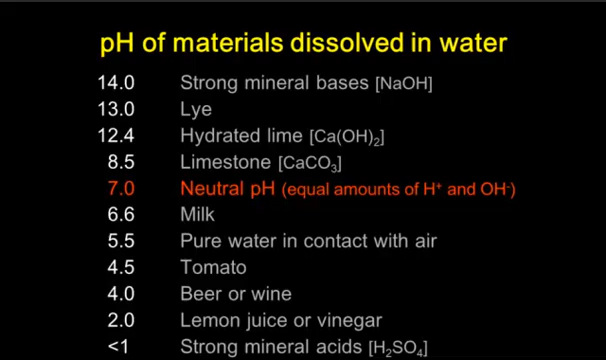 pH of materials dissolved in water
14.0 Strong mineral bases [NaOH]
13.0 Lye
12.4 Hydrated lime [Ca(OH)₂]
8.5 Limestone [CaCO₃]
7.0 Neutral pH (equal amounts of H⁺ and OH⁻)
6.6 Milk
5.5 Pure water in contact with air
4.5 Tomato
4.0 Beer or wine
2.0 Lemon juice or vinegar
<1 Strong mineral acids [H₂SO₄]